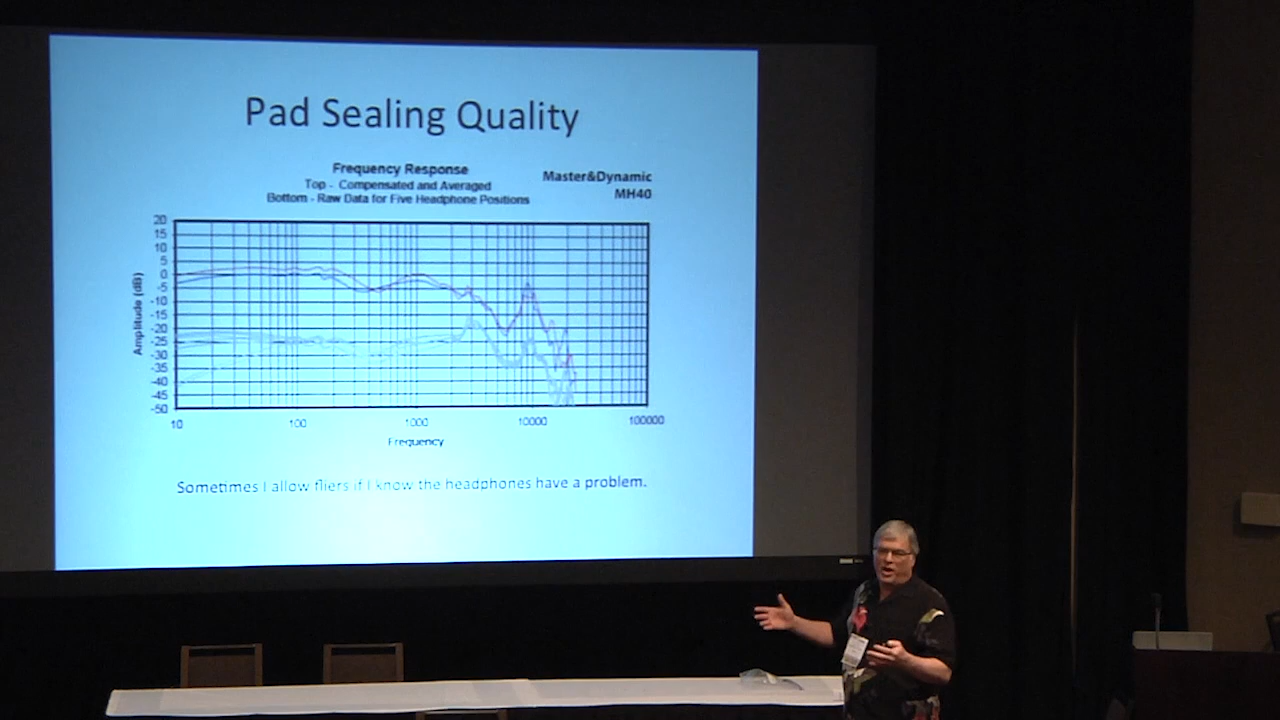 Pad Sealing Quality
Frequency Response
Top - Compensated and Averaged
Bottom - Raw Data for Five Headphone Positions
Master&Dynamic
MH40
20
15
10
5
0
-5
-10
-15
-20
-25
-30
-35
-40
-45
-50
Amplitude (dB)
10 100 1000 10000 100000
Frequency
Sometimes I allow fliers if I know the headphones have a problem.